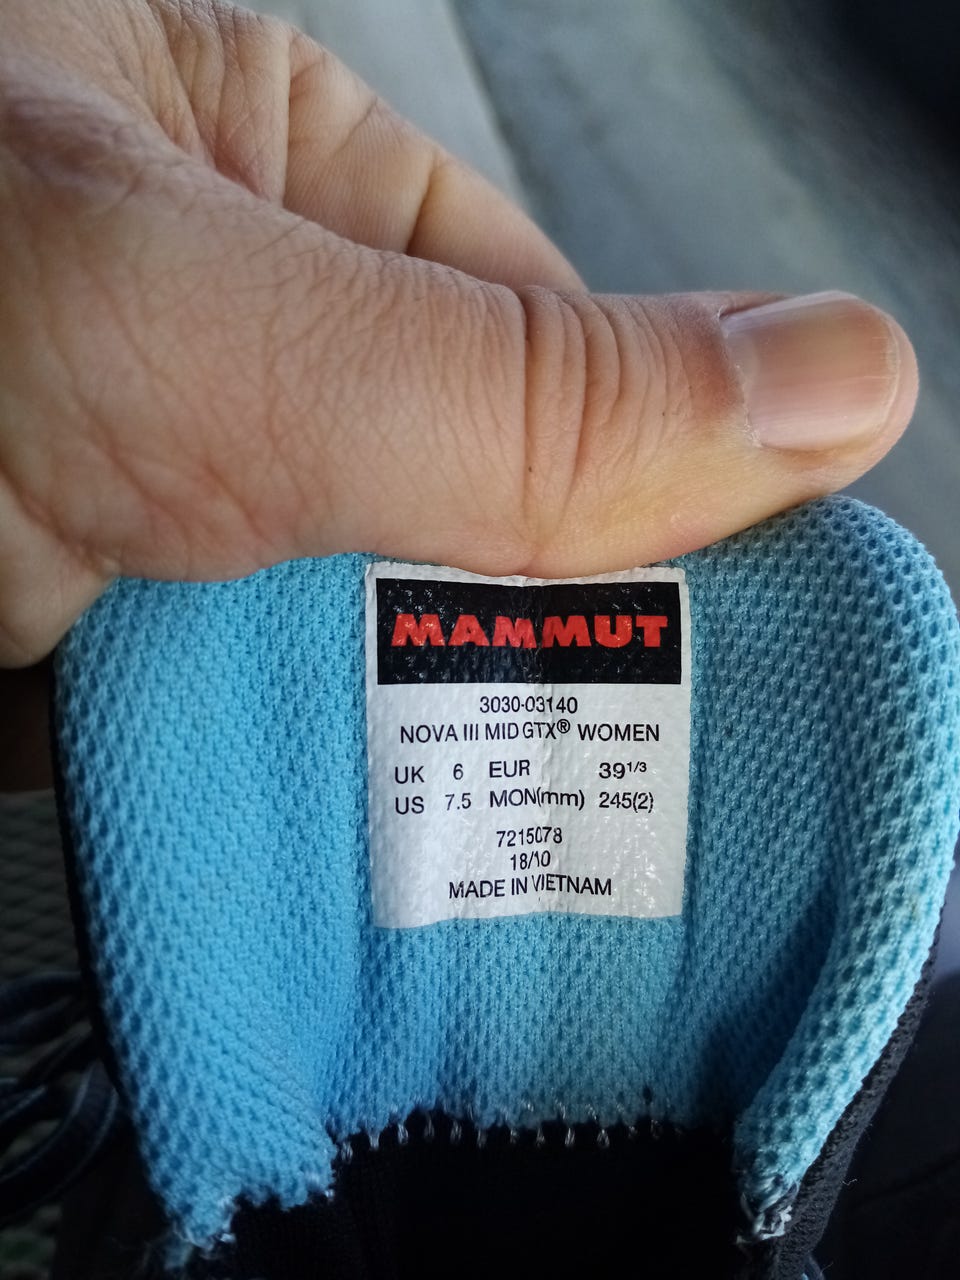 MAMMUT
3030-03140
NOVA III MID GTX® WOMEN
UK 6 EUR 39 1/3
US 7.5 MON(mm) 245(2)
7215078
18/10
MADE IN VIETNAM